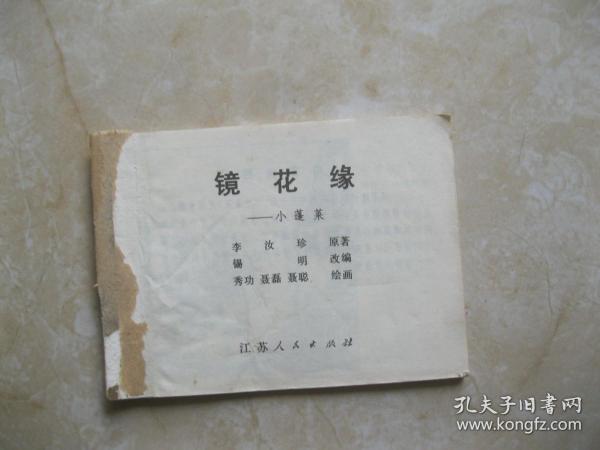 镜花缘
——小蓬莱
李汝珍 原著
锡明 改编
秀功 聂磊 聂聪 绘画
江苏人民出版社
孔夫子旧书网
www.kongfz.com